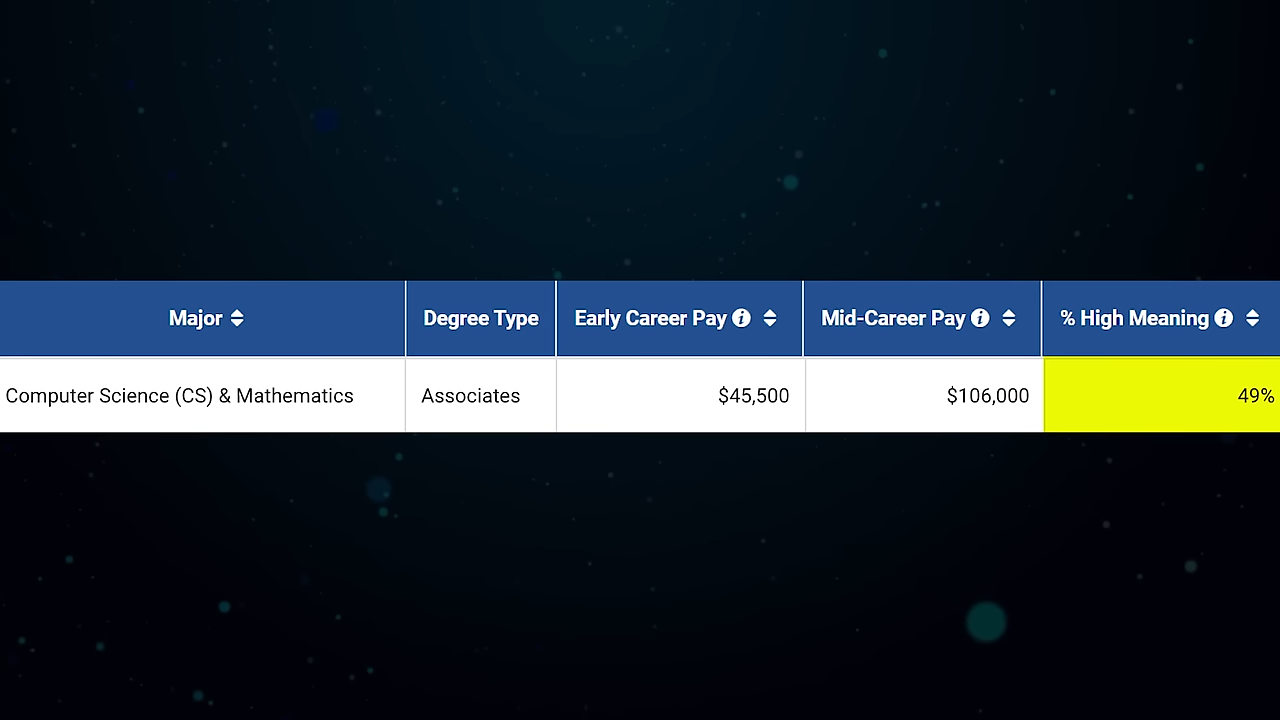 Major Degree Type Early Career Pay Mid-Career Pay % High Meaning
Computer Science (CS) & Mathematics Associates $45,500 $106,000 49%